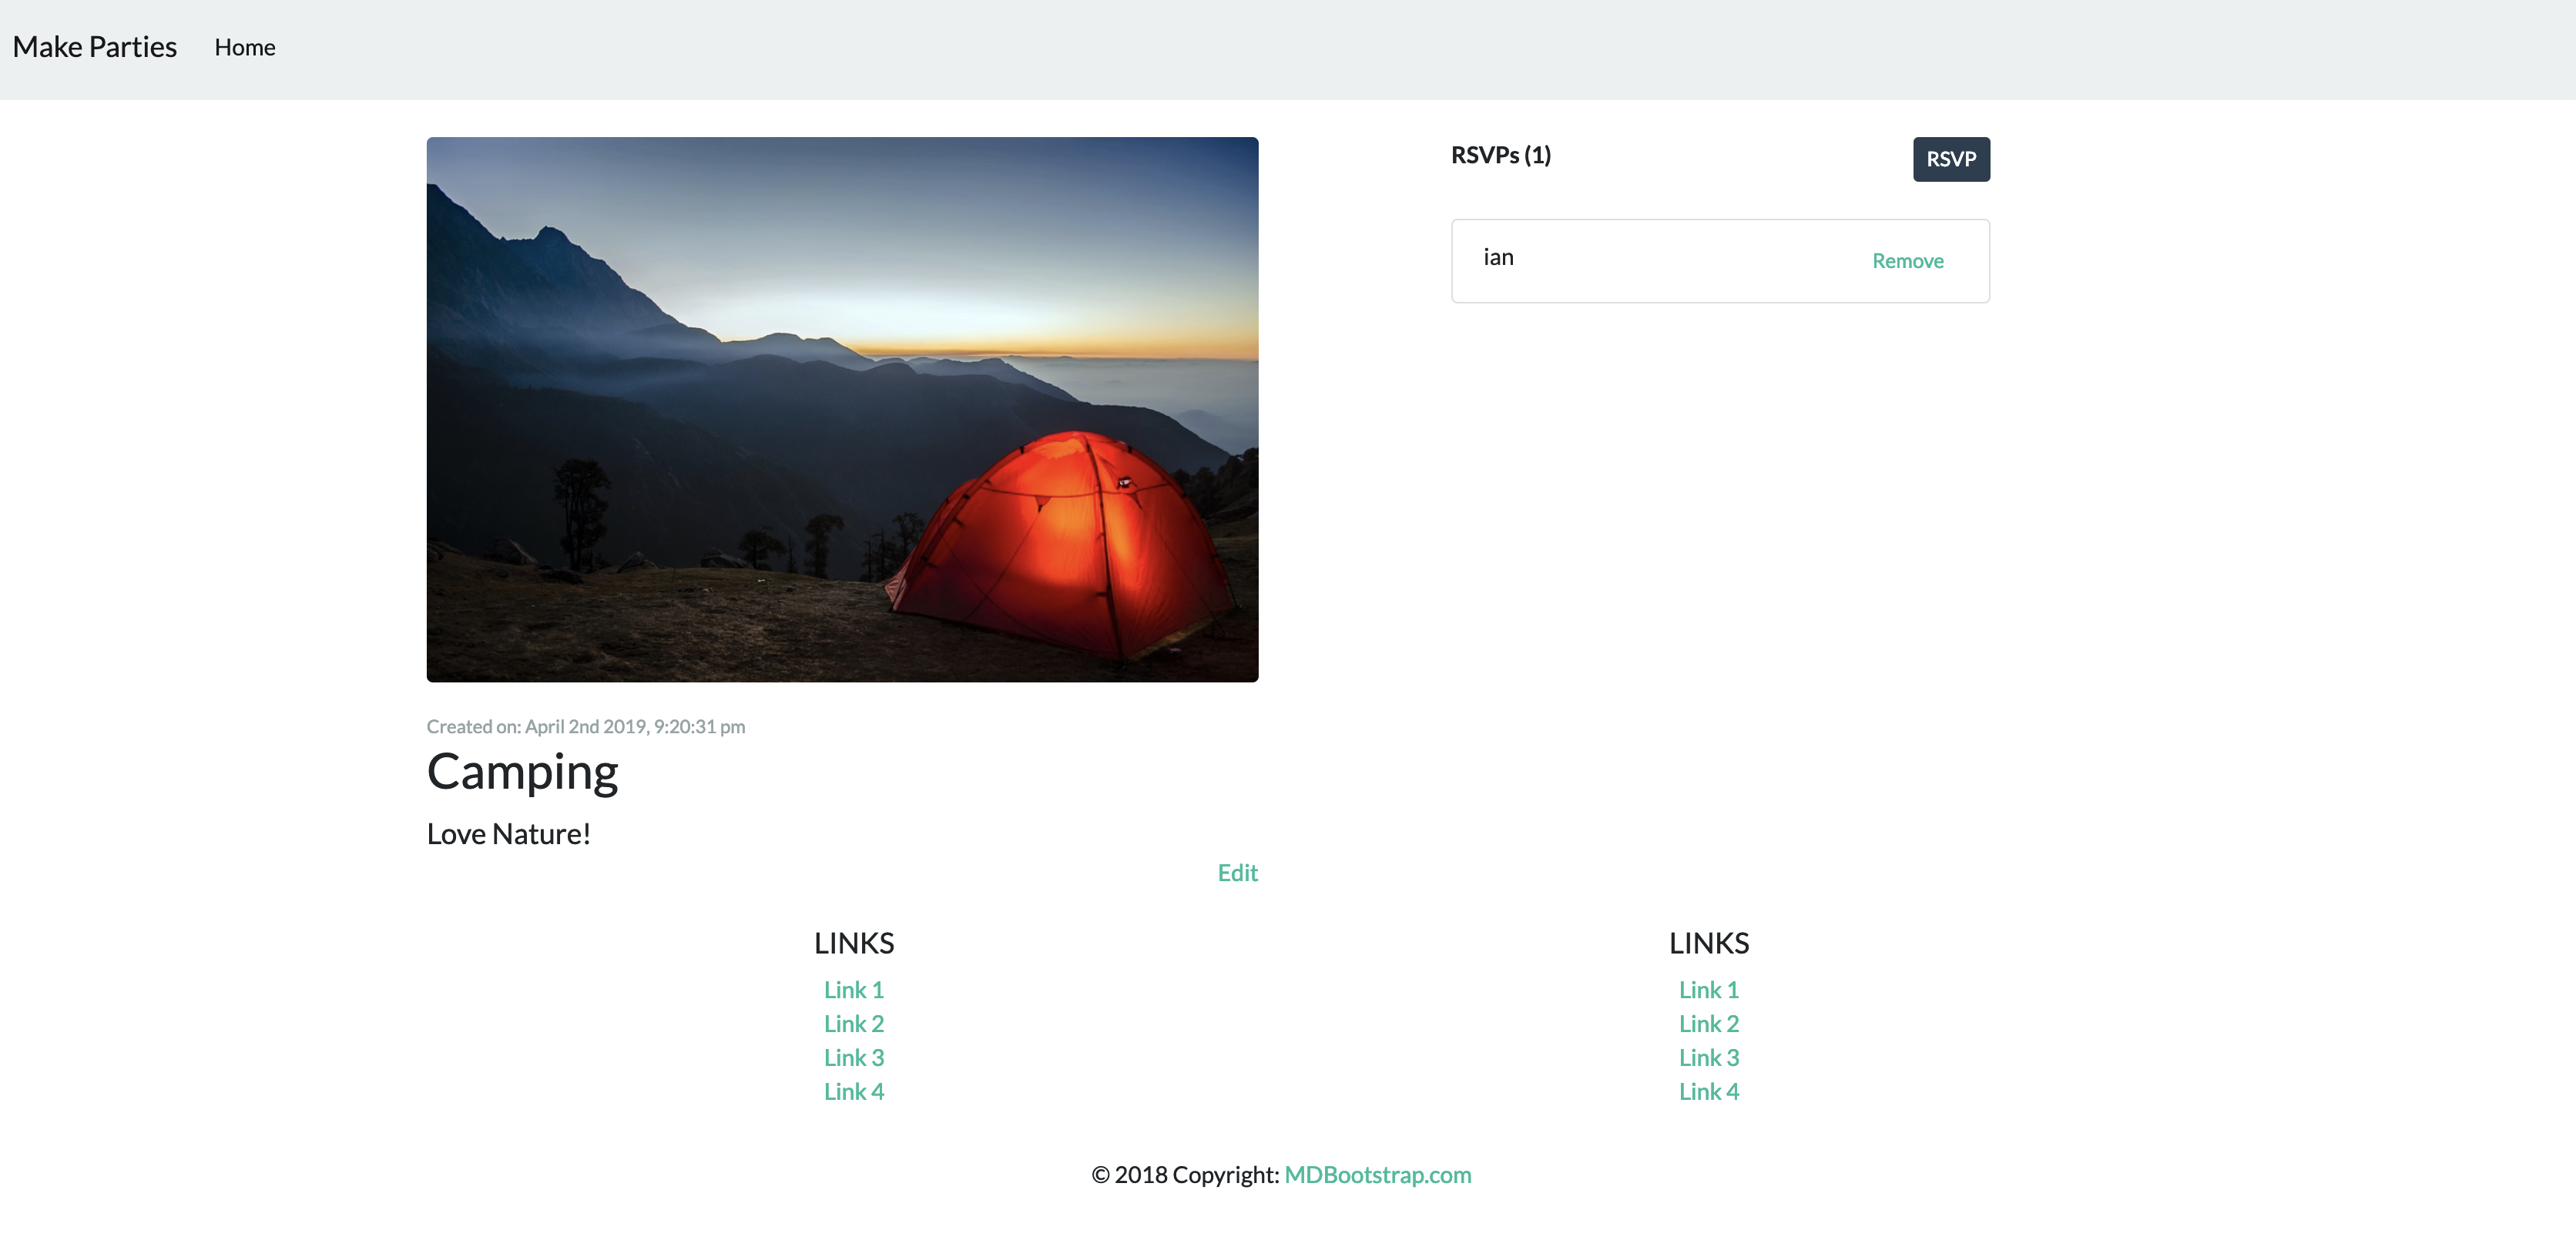 Make Parties Home
RSVPs (1) RSVP
ian Remove
Created on: April 2nd 2019, 9:20:31 pm
Camping
Love Nature!
Edit
LINKS
Link 1
Link 2
Link 3
Link 4
LINKS
Link 1
Link 2
Link 3
Link 4
© 2018 Copyright: MDBootstrap.com